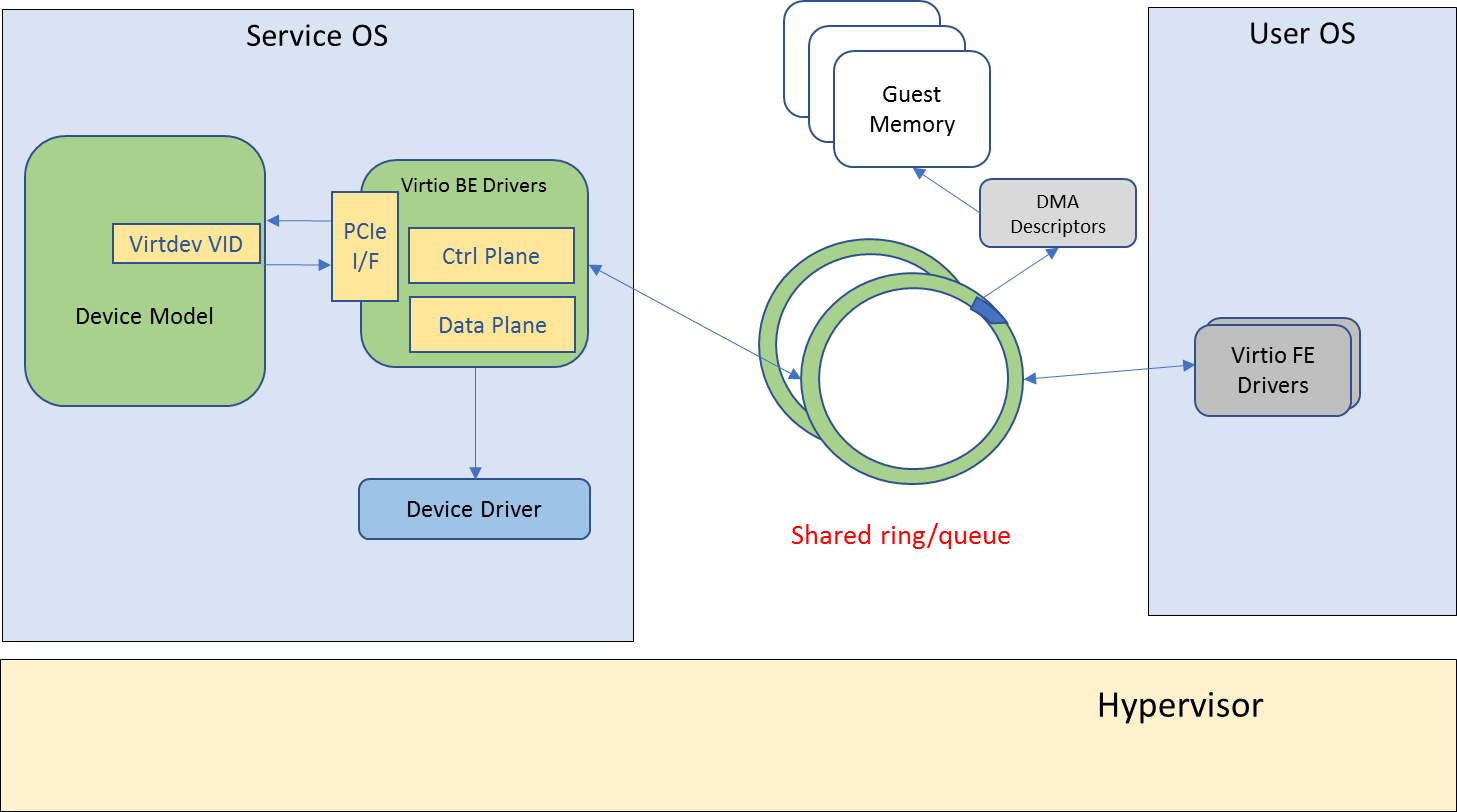 Service OS
User OS
Guest
Memory
DMA
Descriptors
Virtio BE Drivers
PCIe
I/F
Virtdev VID
Ctrl Plane
Data Plane
Device Model
Virtio FE
Drivers
Device Driver
Shared ring/queue
Hypervisor